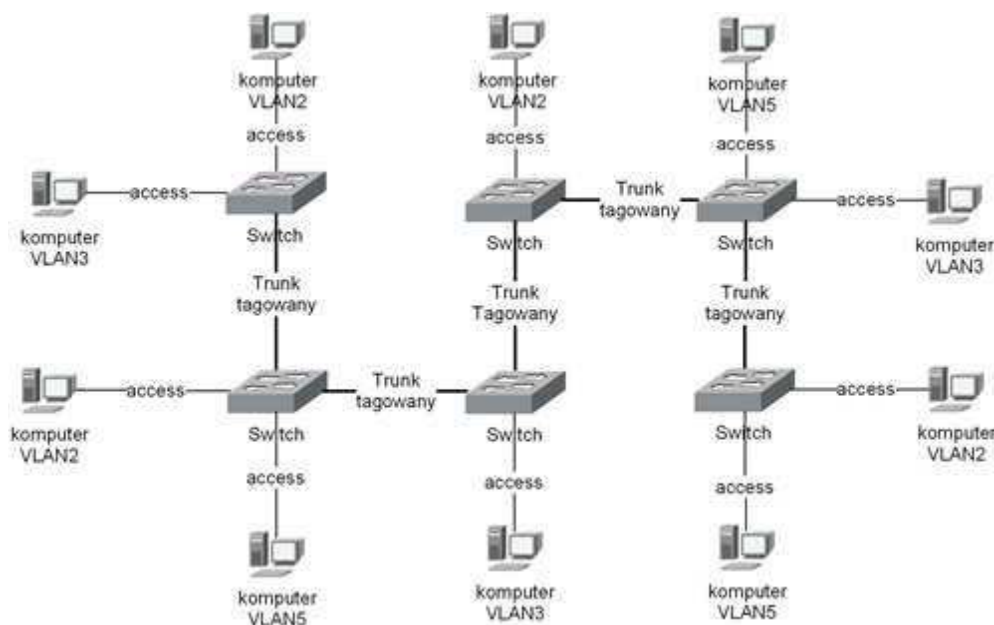 komputer
VLAN2
komputer
VLAN2
komputer
VLAN5
access
access
access
access
Trunk
tagowany
access
komputer
VLAN3
Switch
Switch
Switch
komputer
VLAN3
Trunk
tagowany
Trunk
Tagowany
Trunk
tagowany
access
Trunk
tagowany
access
komputer
VLAN2
Switch
Switch
Switch
komputer
VLAN2
access
access
access
komputer
VLAN5
komputer
VLAN3
komputer
VLAN5